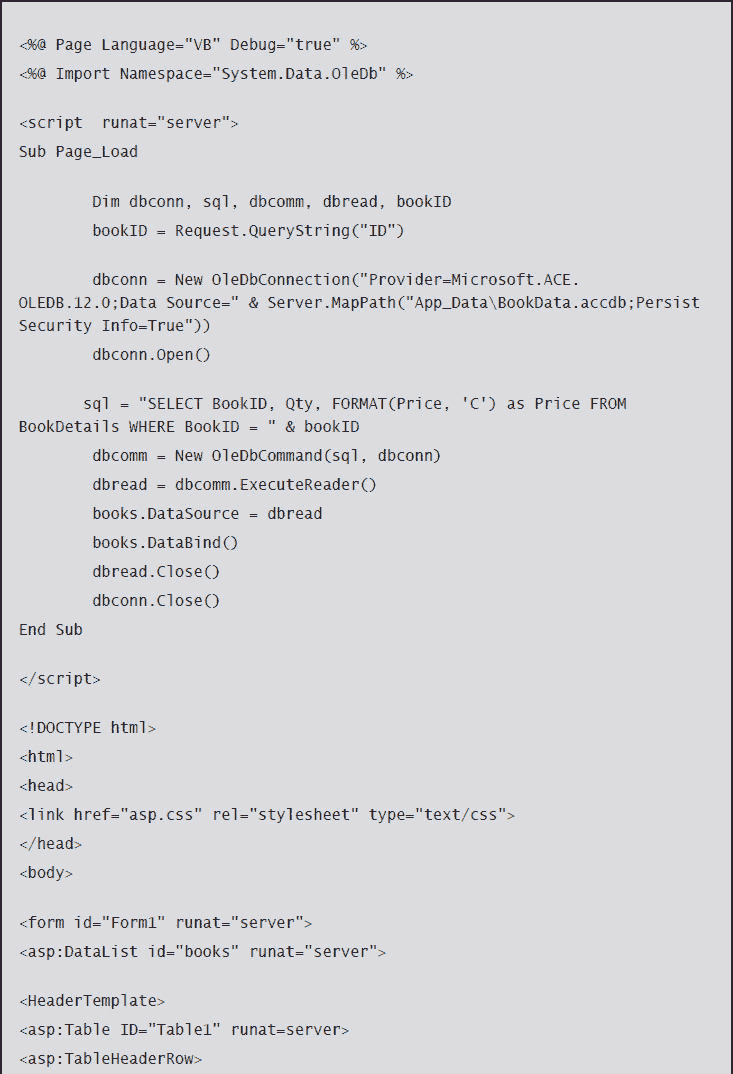 <%@ Page Language="VB" Debug="true" %>
<%@ Import Namespace="System.Data.OleDb" %>
<script  runat="server">
Sub Page_Load
        Dim dbconn, sql, dbcomm, dbread, bookID
        bookID = Request.QueryString("ID")
        dbconn = New OleDbConnection("Provider=Microsoft.ACE.
OLEDB.12.0;Data Source=" & Server.MapPath("App_Data\BookData.accdb;Persist
Security Info=True"))
        dbconn.Open()
       sql = "SELECT BookID, Qty, FORMAT(Price, 'C') as Price FROM
BookDetails WHERE BookID = " & bookID
        dbcomm = New OleDbCommand(sql, dbconn)
        dbread = dbcomm.ExecuteReader()
        books.DataSource = dbread
        books.DataBind()
        dbread.Close()
        dbconn.Close()
End Sub
</script>
<!DOCTYPE html>
<html>
<head>
<link href="asp.css" rel="stylesheet" type="text/css">
</head>
<body>
<form id="Form1" runat="server">
<asp:DataList id="books" runat="server">
<HeaderTemplate>
<asp:Table ID="Table1" runat=server>
<asp:TableHeaderRow>